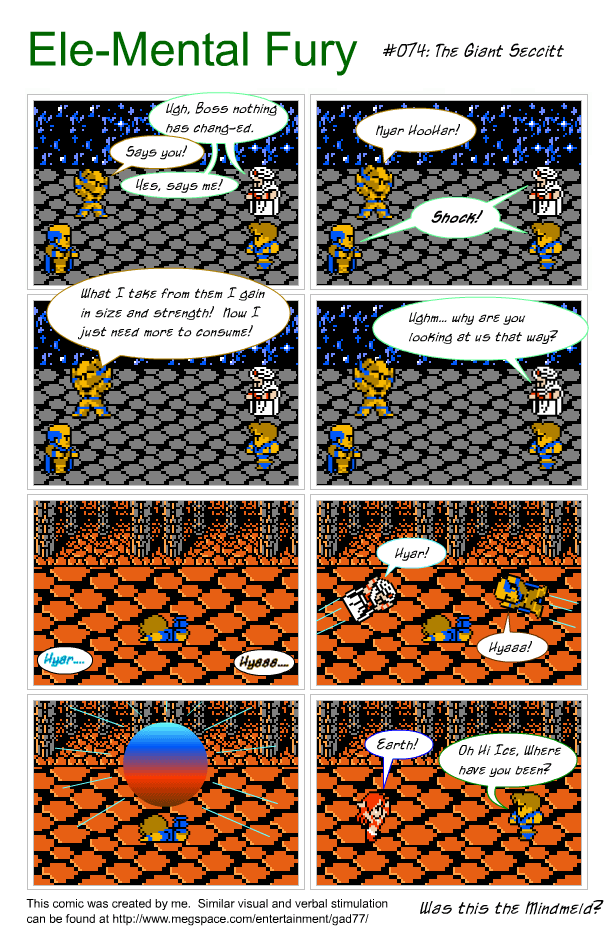 Ele-Mental Fury
#074: The Giant Seccitt
Ugh, Boss nothing
has chang-ed.
Says you!
Yes, says me!
Nyar HooHar!
Shock!
What I take from them I gain
in size and strength! Now I
just need more to consume!
Ughm... why are you
looking at us that way?
Hyar....
Hyaaa....
Hyar!
Hyaaa!
Earth!
Oh Hi Ice, Where
have you been?
This comic was created by me. Similar visual and verbal stimulation
can be found at http://www.megspace.com/entertainment/gad77/
Was this the Mindmeld?